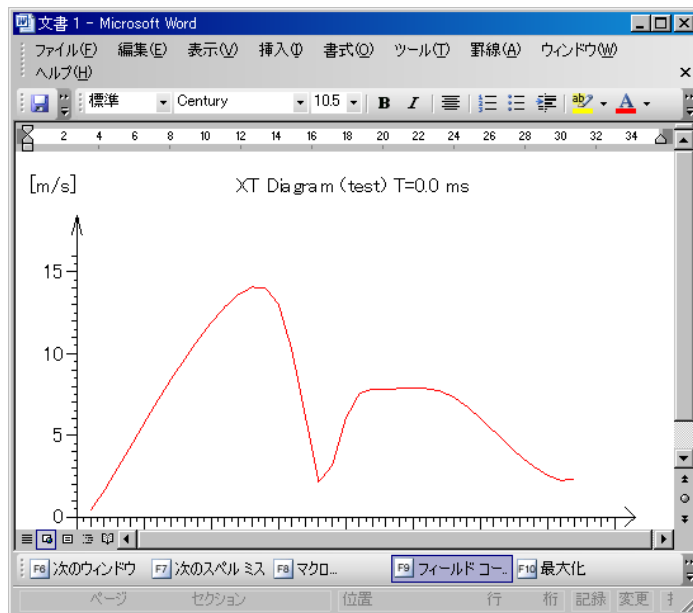 文書 1 - Microsoft Word
ファイル(F) 編集(E) 表示(V) 挿入(I) 書式(O) ツール(T) 罫線(A) ウィンドウ(W)
ヘルプ(H)
標準 Century 10.5 B I ab A
2 4 6 8 10 12 14 16 18 20 22 24 26 28 30 32 34
[m/s] XT Diagram (test) T=0.0 ms
15
10
5
0
F6 次のウィンドウ F7 次のスペル ミス F8 マクロ... F9 フィールド コー.. F10 最大化
ページ セクション 位置 行 桁 記録 変更